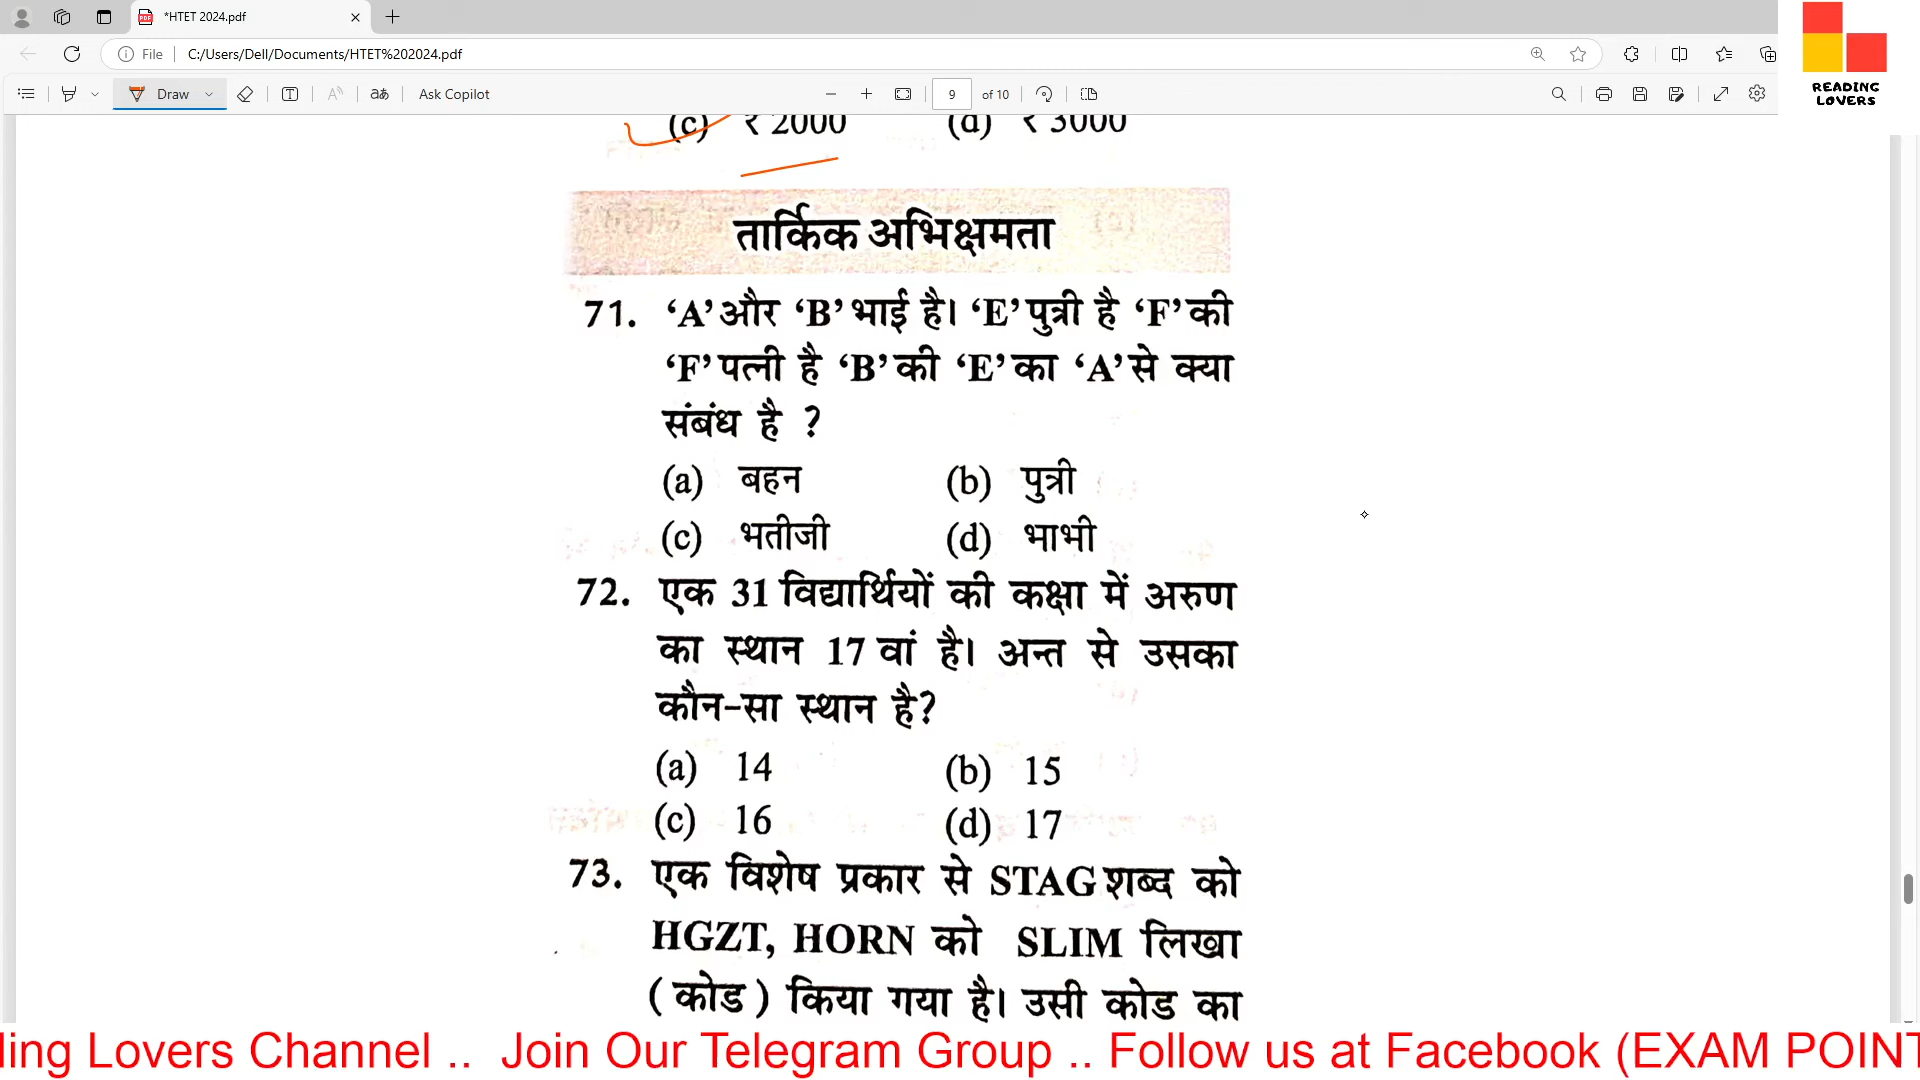 *HTET 2024.pdf
File C:/Users/Dell/Documents/HTET%202024.pdf
READING
LOVERS
Draw aあ Ask Copilot 9 of 10
(c) ₹ 2000 (d) ₹ 3000
तार्किक अभिक्षमता
71. ‘A’ और ‘B’ भाई है। ‘E’ पुत्री है ‘F’ की
‘F’ पत्नी है ‘B’ की ‘E’ का ‘A’ से क्या
संबंध है ?
(a) बहन (b) पुत्री
(c) भतीजी (d) भाभी
72. एक 31 विद्यार्थियों की कक्षा में अरुण
का स्थान 17 वां है। अन्त से उसका
कौन-सा स्थान है?
(a) 14 (b) 15
(c) 16 (d) 17
73. एक विशेष प्रकार से STAG शब्द को
HGZT, HORN को SLIM लिखा
(कोड) किया गया है। उसी कोड का
ling Lovers Channel .. Join Our Telegram Group .. Follow us at Facebook (EXAM POINT